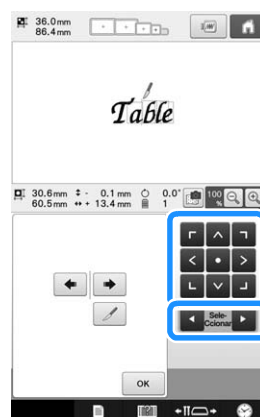 36.0mm
86.4mm
Table
30.6mm ↕ - 0.1 mm 0.0°
60.5mm ↔ + 13.4 mm 1
100
%
Sele-
Ccionar
OK